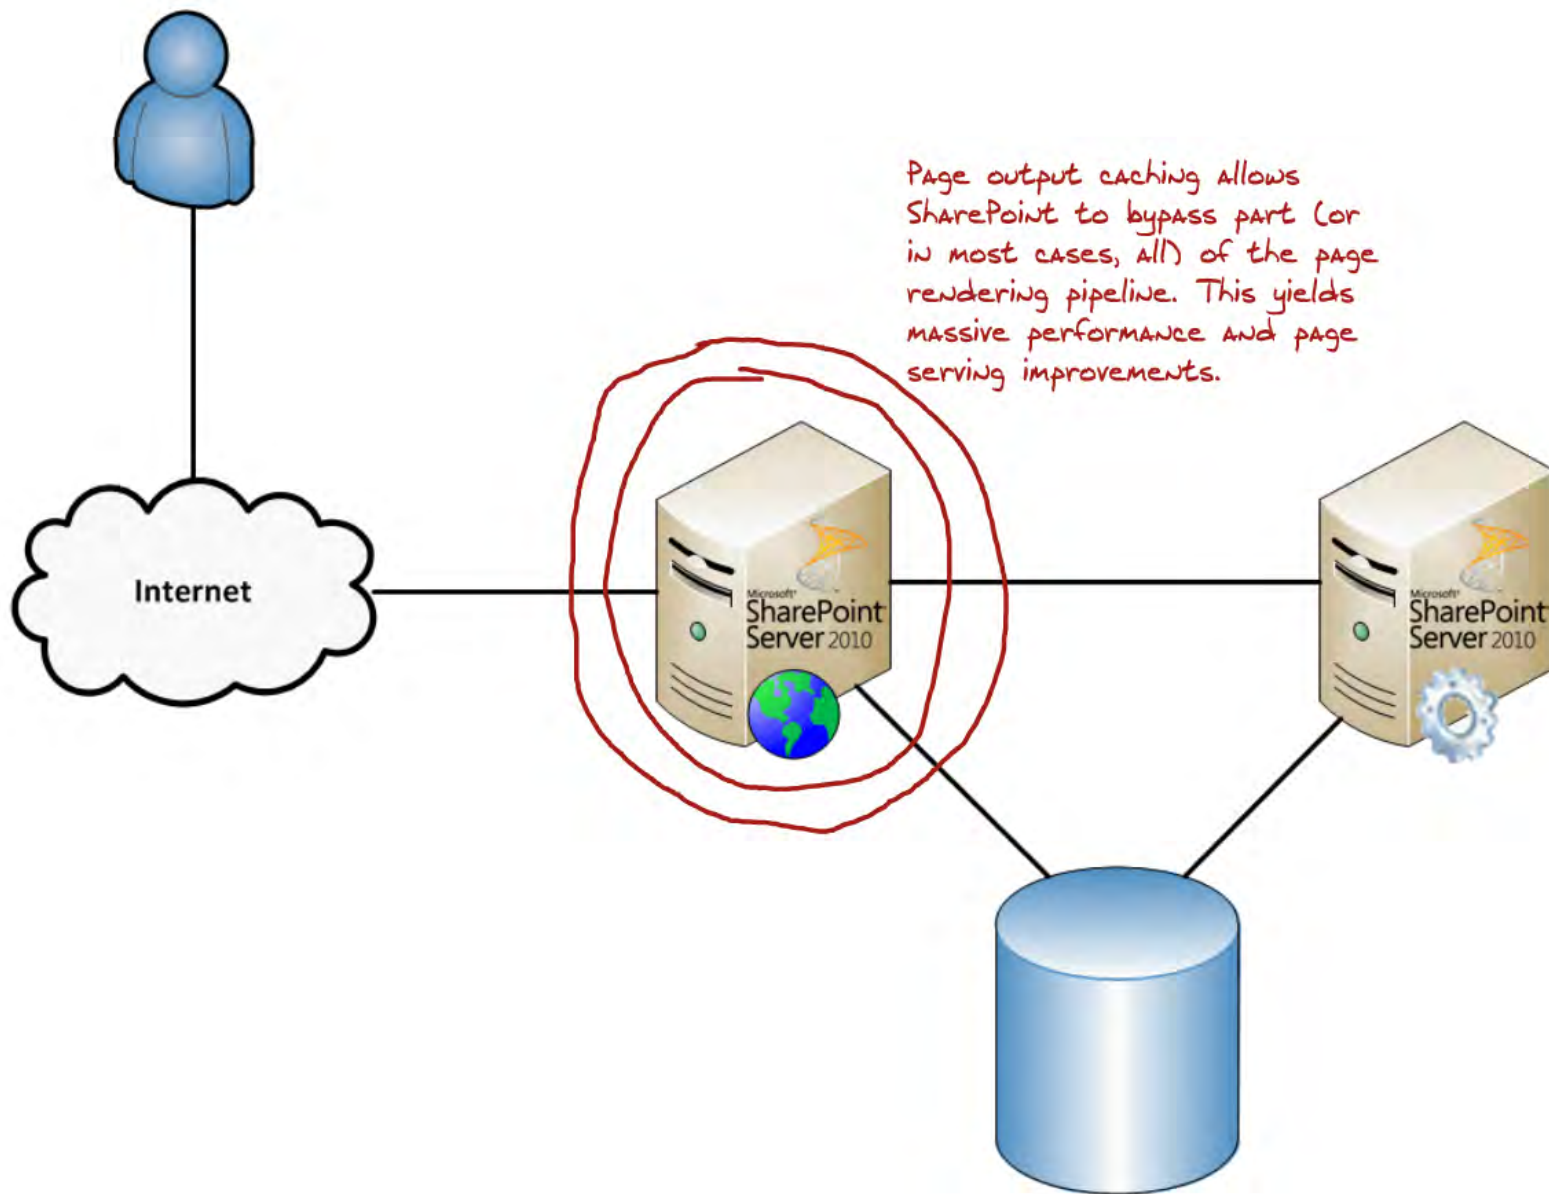 Page output caching allows
SharePoint to bypass part (or
in most cases, all) of the page
rendering pipeline. This yields
massive performance and page
serving improvements.
Internet
Microsoft®
SharePoint
Server 2010
Microsoft®
SharePoint
Server 2010